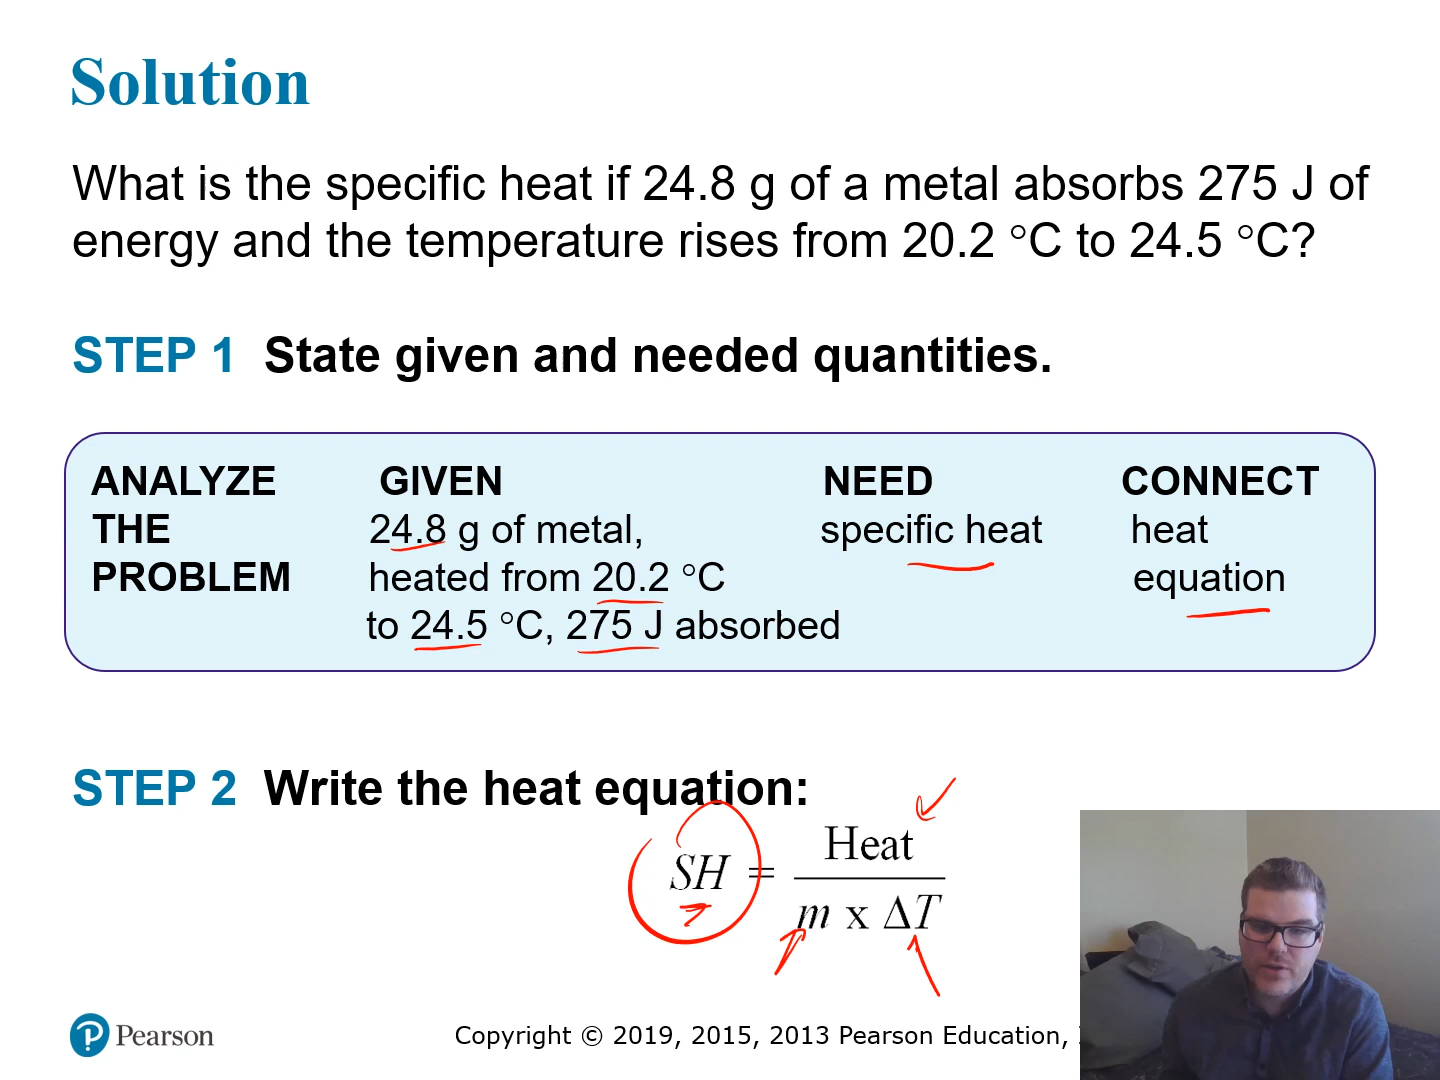 Solution
What is the specific heat if 24.8 g of a metal absorbs 275 J of
energy and the temperature rises from 20.2 °C to 24.5 °C?
STEP 1 State given and needed quantities.
ANALYZE GIVEN NEED CONNECT
THE 24.8 g of metal, specific heat heat
PROBLEM heated from 20.2 °C equation
to 24.5 °C, 275 J absorbed
STEP 2 Write the heat equation:
SH = Heat
m x ΔT
Pearson Copyright © 2019, 2015, 2013 Pearson Education,